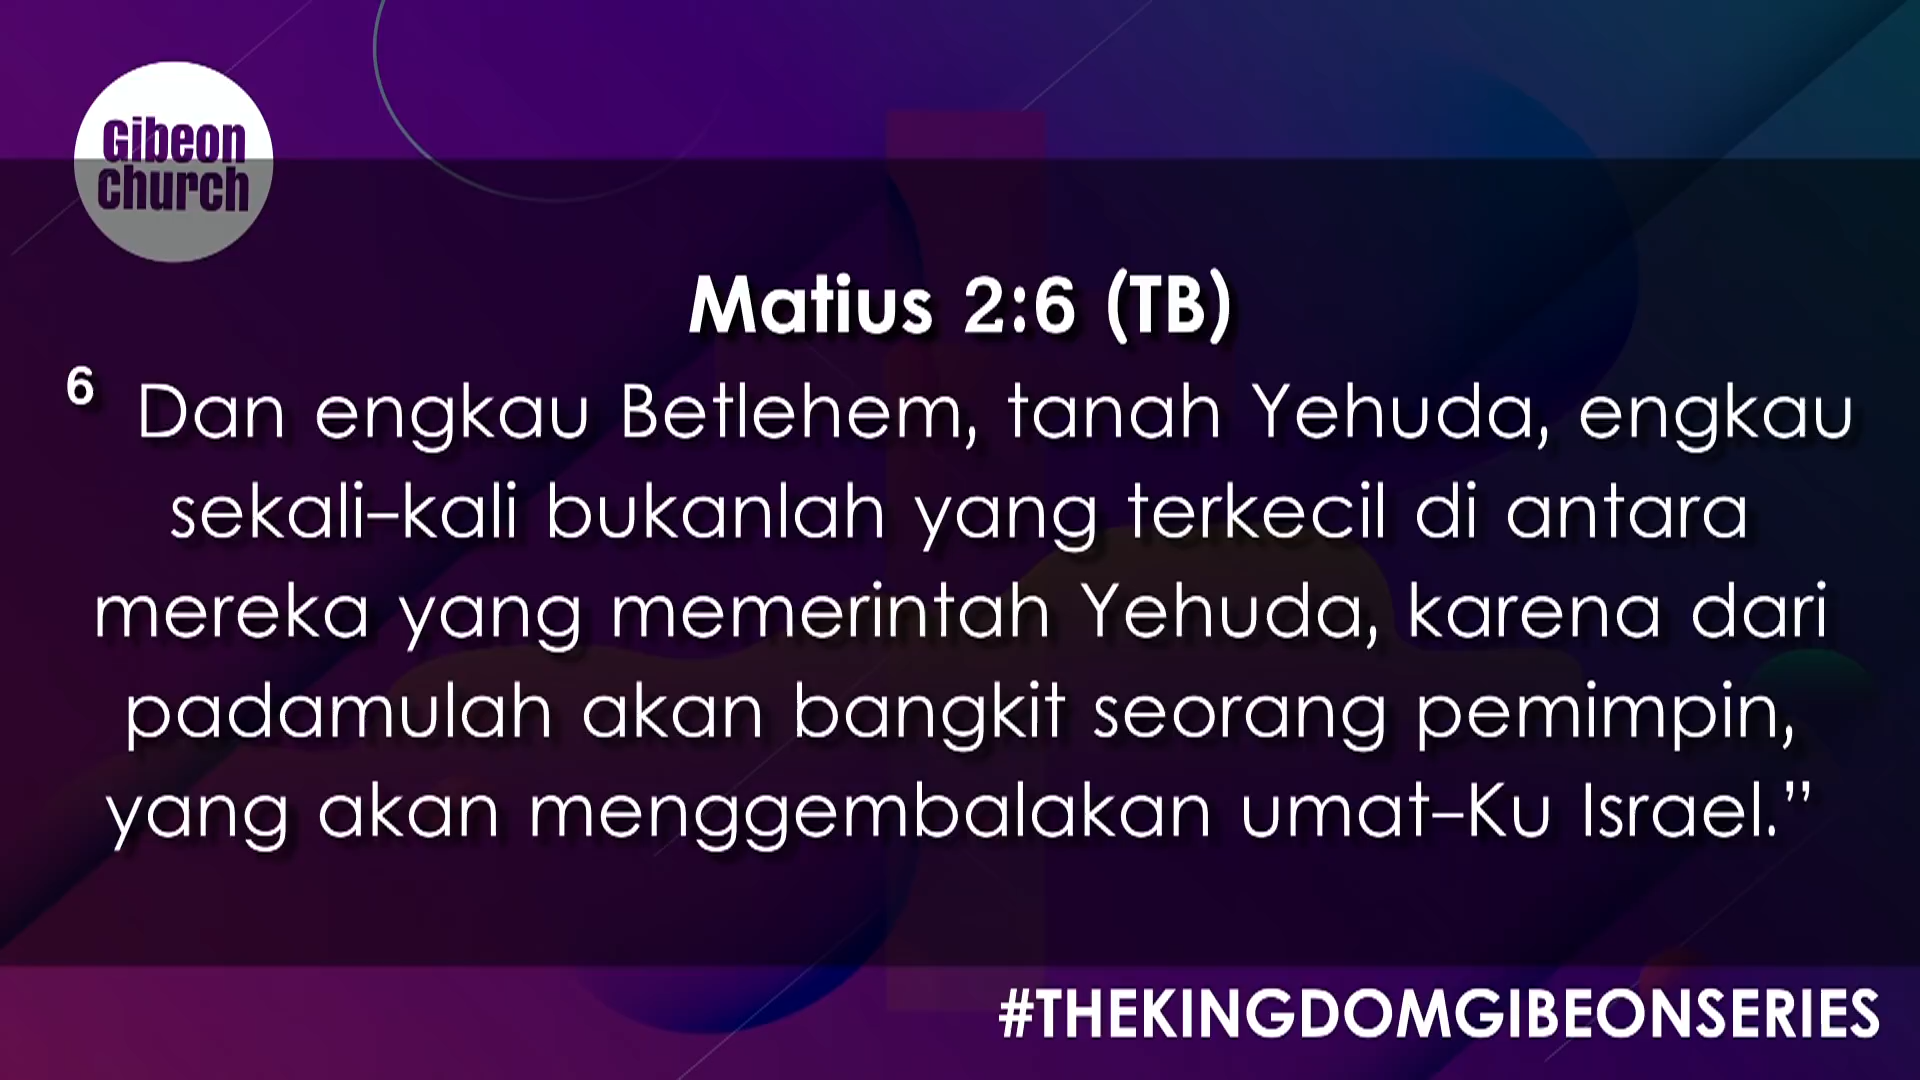 Gibeon
church
Matius 2:6 (TB)
6 Dan engkau Betlehem, tanah Yehuda, engkau
sekali–kali bukanlah yang terkecil di antara
mereka yang memerintah Yehuda, karena dari
padamulah akan bangkit seorang pemimpin,
yang akan menggembalakan umat–Ku Israel.”
#THEKINGDOMGIBEONSERIES